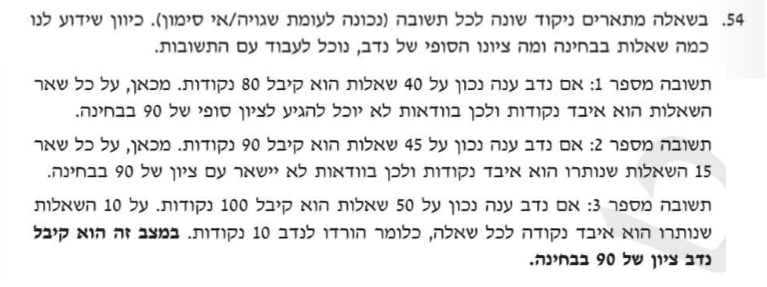 54. בשאלה מתארים ניקוד שונה לכל תשובה (נכונה לעומת שגויה/אי סימון). כיוון שידוע לנו
כמה שאלות בבחינה ומה ציונו הסופי של נדב, נוכל לעבוד עם התשובות.
תשובה מספר 1: אם נדב ענה נכון על 40 שאלות הוא קיבל 80 נקודות. מכאן, על כל שאר
השאלות הוא איבד נקודות ולכן בוודאות לא יוכל להגיע לציון סופי של 90 בבחינה.
תשובה מספר 2: אם נדב ענה נכון על 45 שאלות הוא קיבל 90 נקודות. מכאן, על כל שאר
15 השאלות שנותרו הוא איבד נקודות ולכן בוודאות לא יישאר עם ציון של 90 בבחינה.
תשובה מספר 3: אם נדב ענה נכון על 50 שאלות הוא קיבל 100 נקודות. על 10 השאלות
שנותרו הוא איבד נקודה לכל שאלה, כלומר הורדו לנדב 10 נקודות. במצב זה הוא קיבל
נדב ציון של 90 בבחינה.